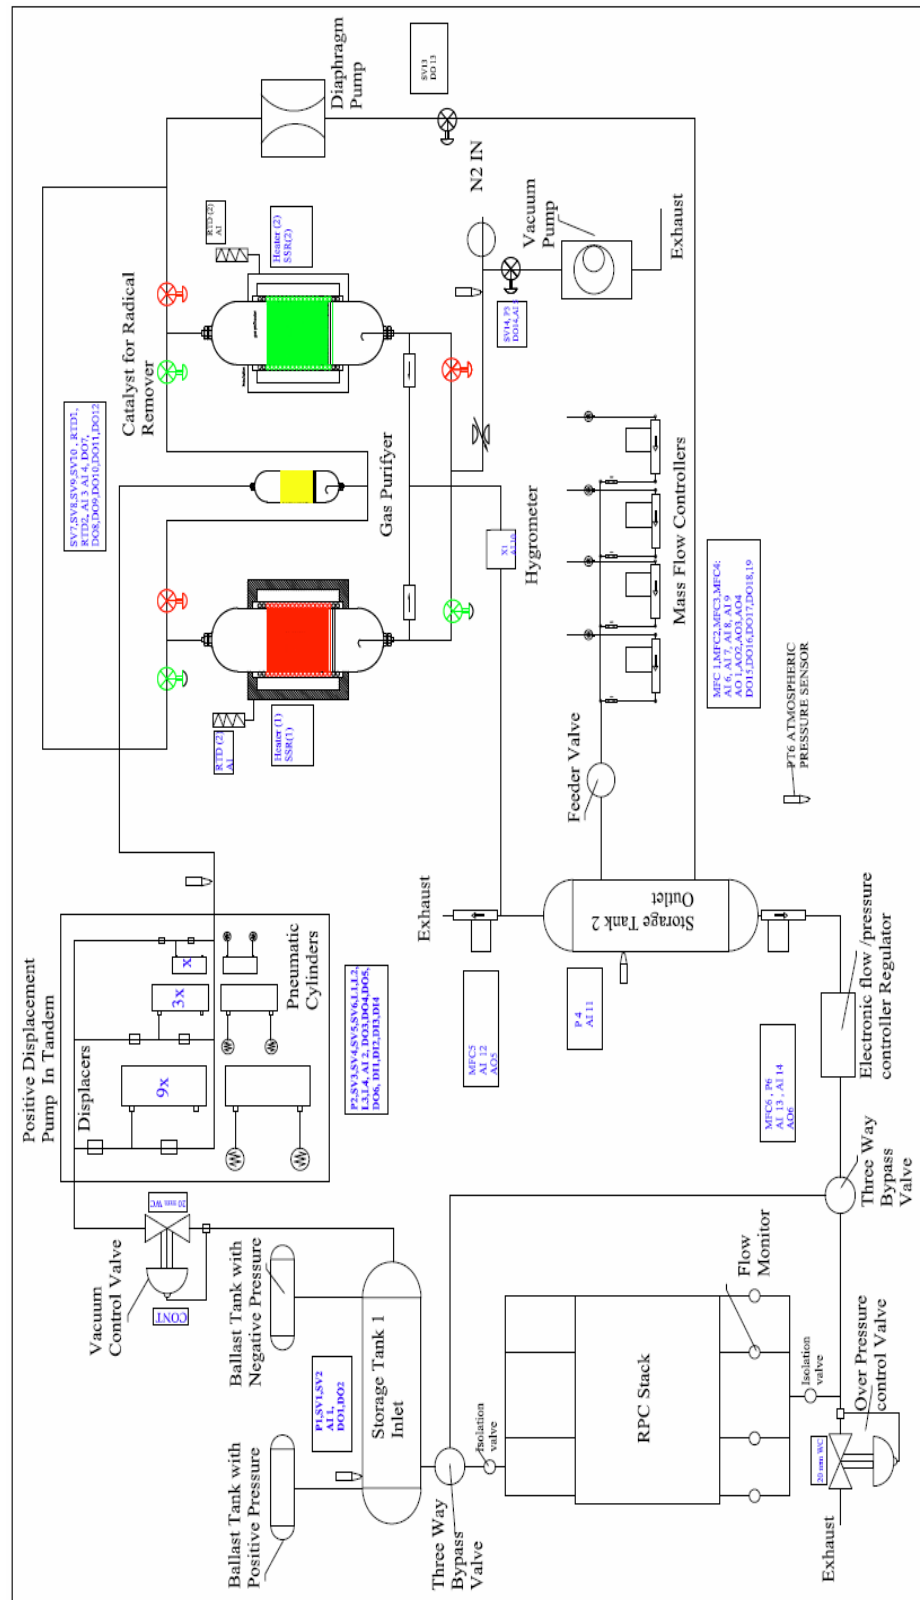 Diaphragm
Pump
SV13
DO 13
N2 IN
Vacuum
Pump
Exhaust
RTD (2)
AI
Heater (2)
SSR(2)
Catalyst for Radical
Remover
SV7,SV8,SV9,SV10 , RTD1,
RTD2, AI 3 AI 4, DO7,
DO8,DO9,DO10,DO11,DO12
Gas Purifyer
Hygrometer
X1
RTD (2)
AI
Heater (1)
SSR(1)
Mass Flow Controllers
MFC 1,MFC2,MFC3,MFC4:
AI 6, AI 7, AI 8, AI 9
AO 1,AO2,AO3,AO4
DO15,DO16,DO17,DO18,19
Feeder Valve
PT6 ATMOSPHERIC
PRESSURE SENSOR
Positive Displacement
Pump In Tandem
Displacers
9x
3x
x
Pneumatic
Cylinders
P2,SV3,SV4,SV5,SV6,L1,L2,
L3,L4, AI 2, DO3,DO4,DO5,
DO6, DI1,DI2,DI3,DI4
Exhaust
Storage Tank 2
Outlet
MFC5
AI 12
AO5
P 4
AI 11
MFC6 , P6
AI 13 , AI 14
AO6
Electronic flow /pressure
controller Regulator
Vacuum
Control Valve
20 mm WC
CONT
Ballast Tank with
Negative Pressure
Ballast Tank with
Positive Pressure
P1,SV1,SV2
AI 1,
DO1,DO2
Storage Tank 1
Inlet
Three Way
Bypass
Valve
Isolation
valve
RPC Stack
Flow
Monitor
Isolation
valve
Three Way
Bypass
Valve
Over Pressure
control Valve
20 mm WC
Exhaust